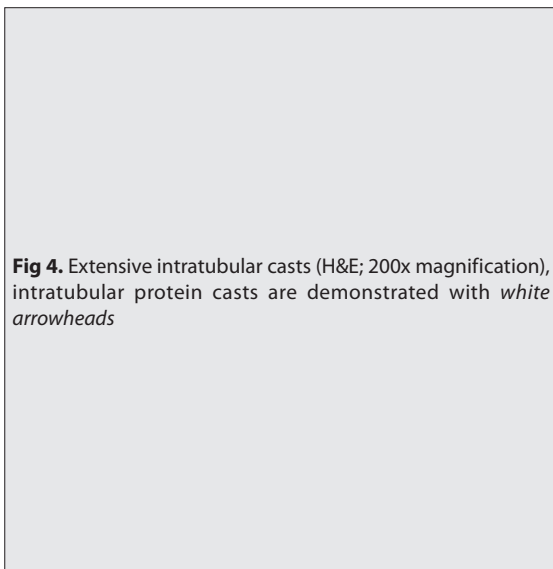 Fig 4. Extensive intratubular casts (H&E; 200x magnification),
intratubular protein casts are demonstrated with white
arrowheads